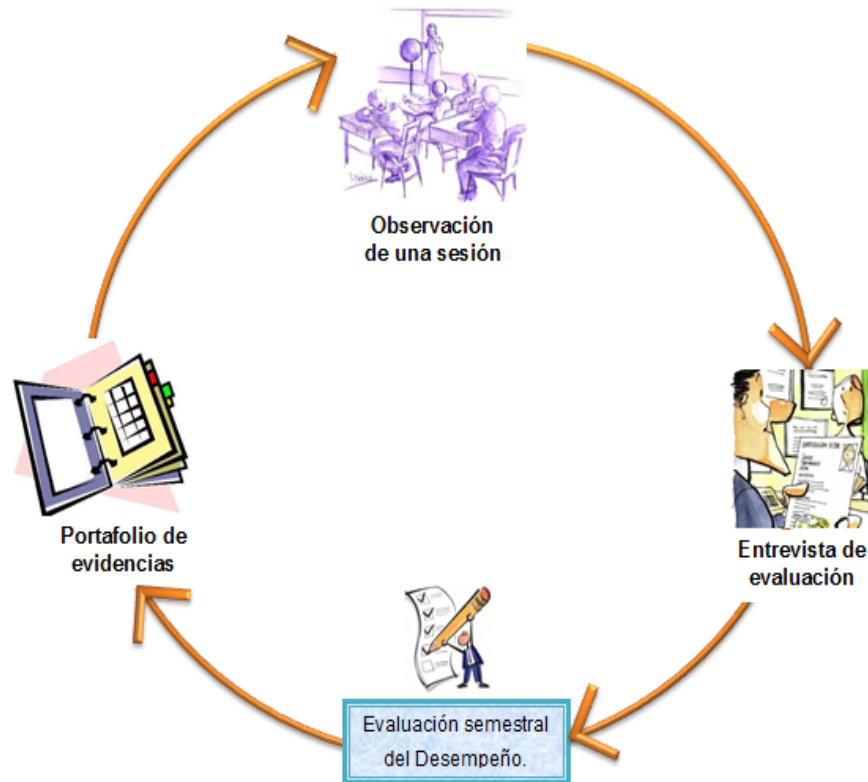 Observación
de una sesión
Portafolio de
evidencias
Entrevista de
evaluación
Evaluación semestral
del Desempeño.